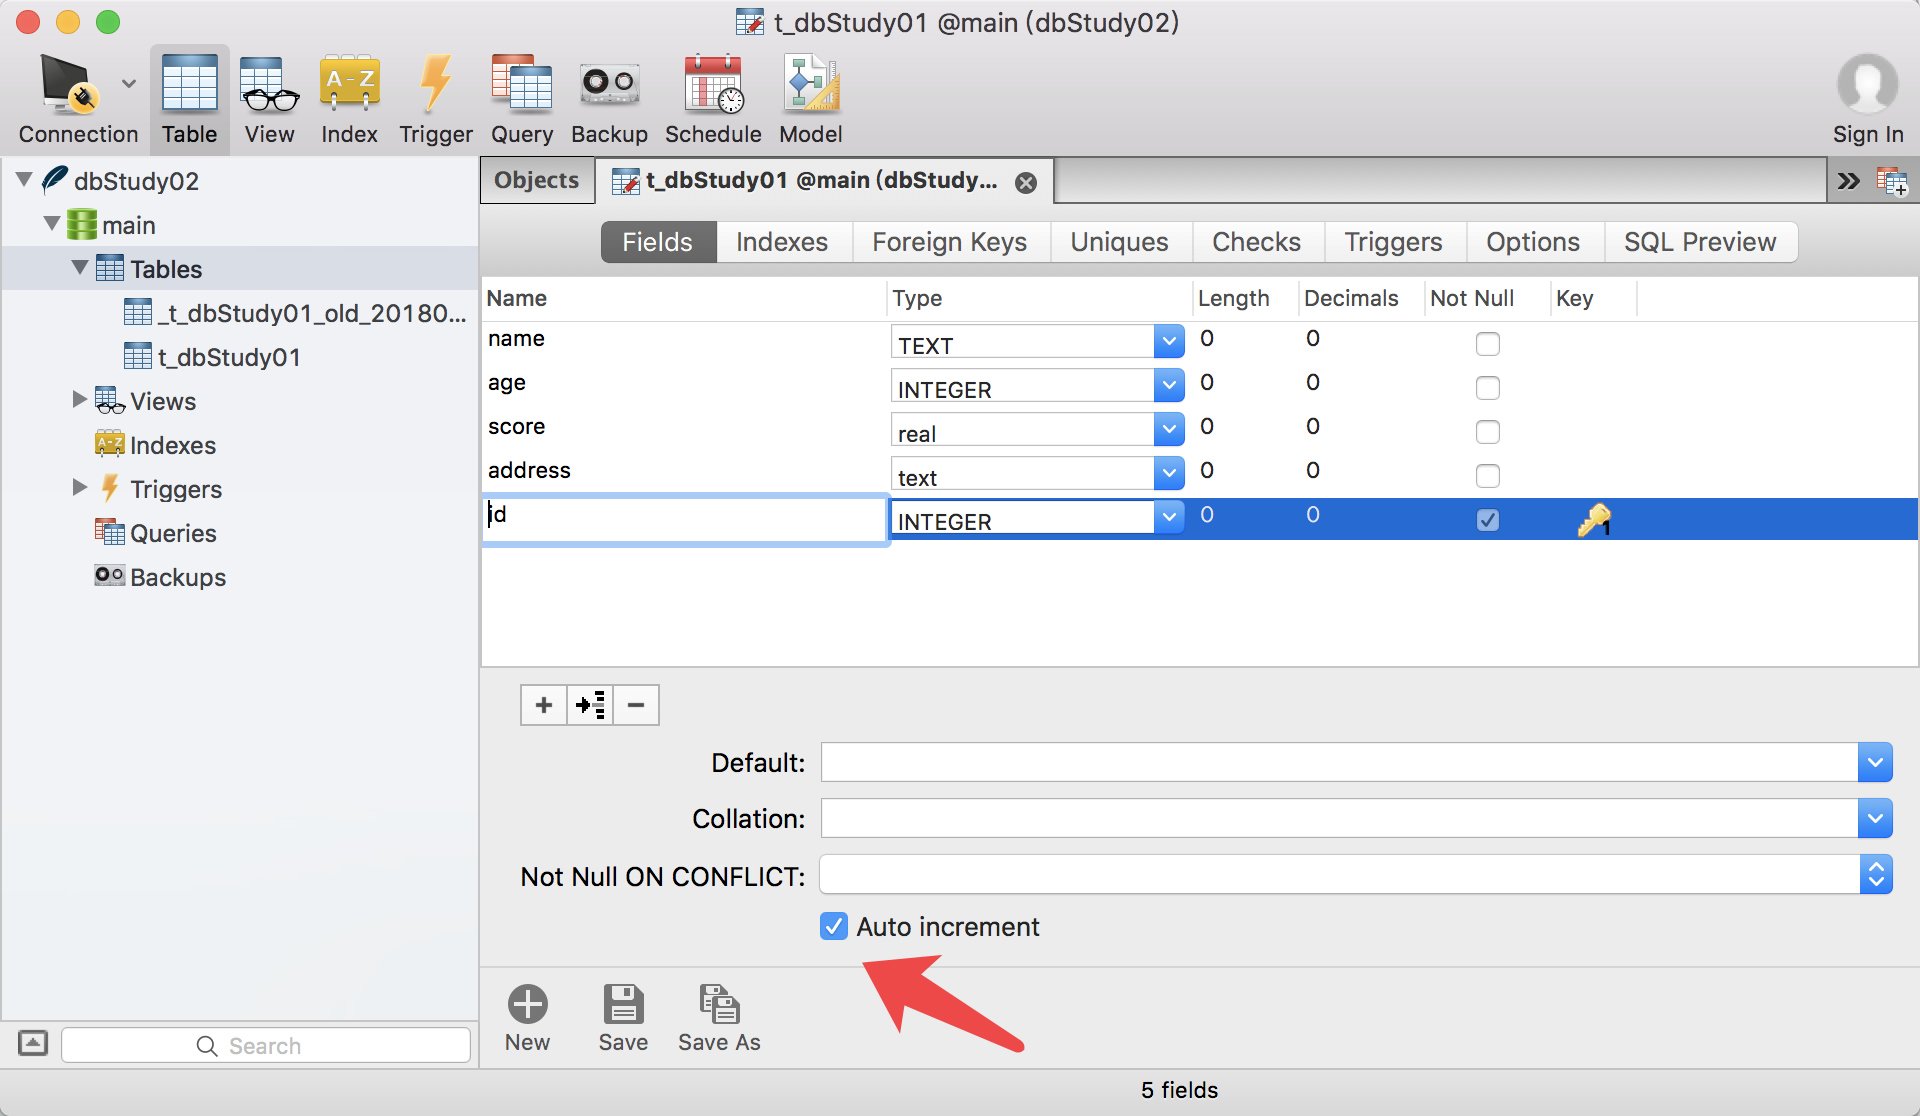 t_dbStudy01 @main (dbStudy02)
Connection Table View Index Trigger Query Backup Schedule Model Sign In
A-Z
dbStudy02
main
Tables
_t_dbStudy01_old_20180...
t_dbStudy01
Views
A-Z Indexes
Triggers
Queries
Backups
Search
Objects t_dbStudy01 @main (dbStudy...
Fields Indexes Foreign Keys Uniques Checks Triggers Options SQL Preview
Name Type Length Decimals Not Null Key
name TEXT 0 0
age INTEGER 0 0
score real 0 0
address text 0 0
id INTEGER 0 0 1
Default:
Collation:
Not Null ON CONFLICT:
Auto increment
New Save Save As
5 fields